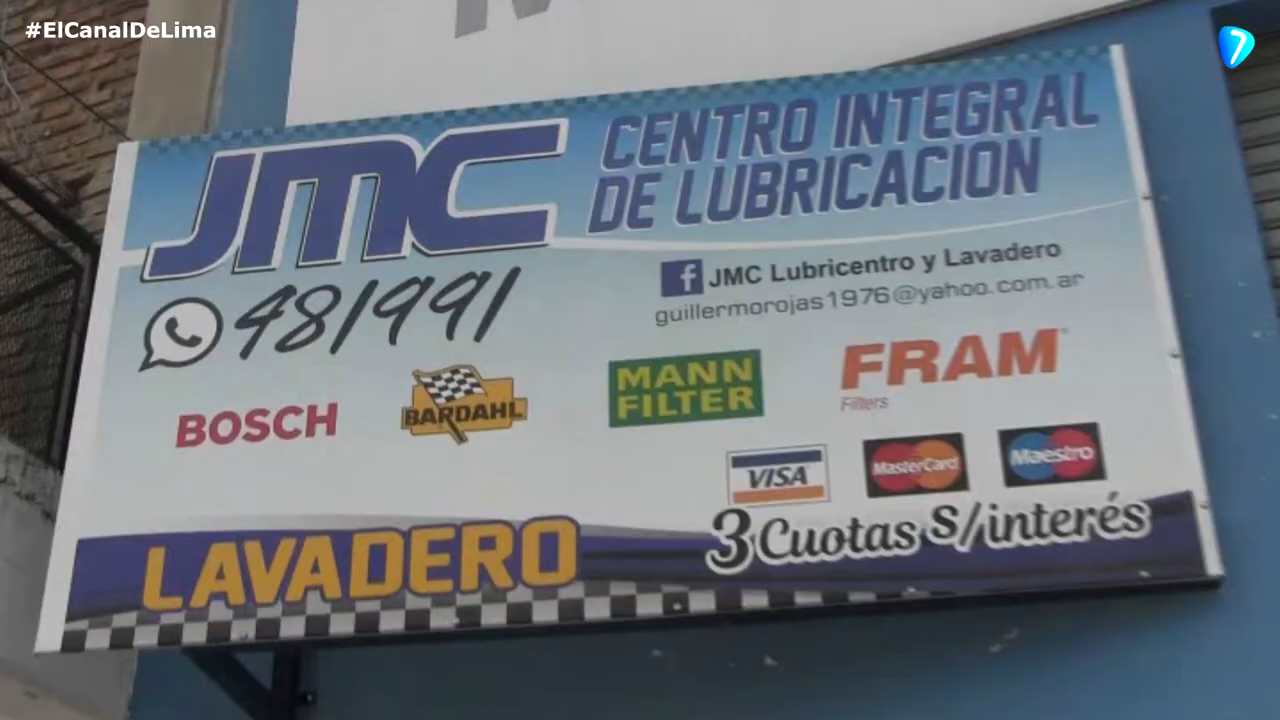 #ElCanalDeLima
7
JMC
CENTRO INTEGRAL
DE LUBRICACION
481991
f JMC Lubricentro y Lavadero
guillermorojas1976@yahoo.com.ar
BOSCH
BARDAHL
MANN
FILTER
FRAM
Filters
VISA
MasterCard
Maestro
3 Cuotas s/interés
LAVADERO